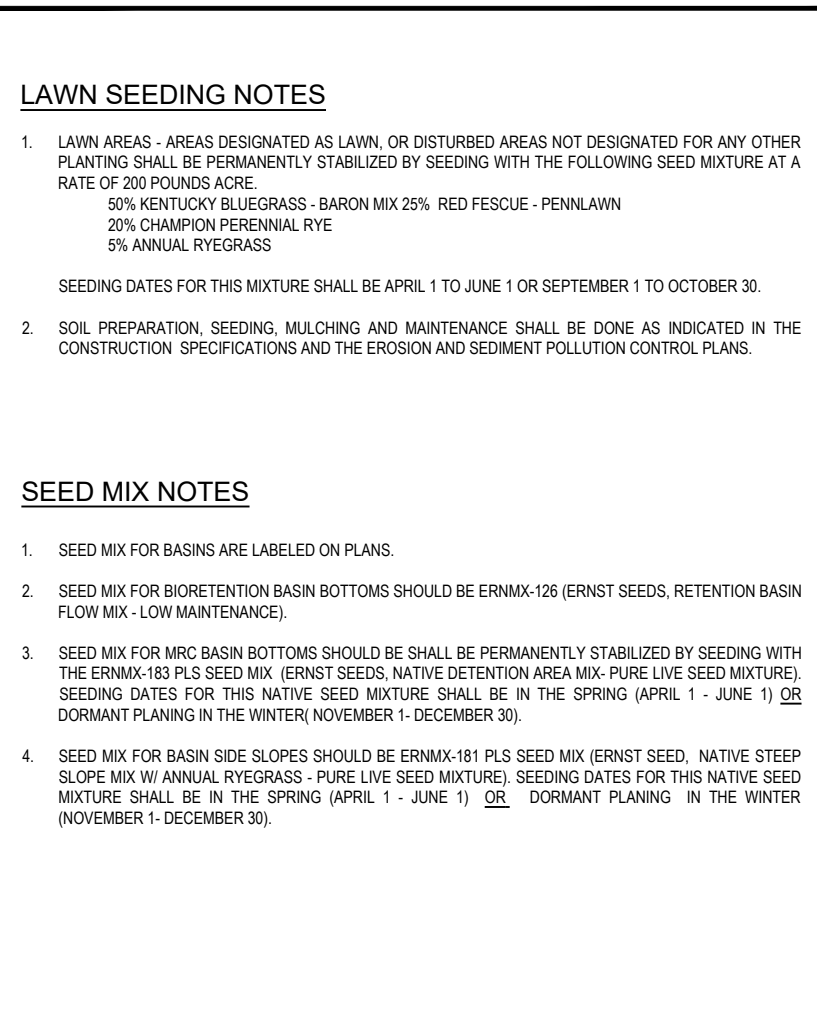 LAWN SEEDING NOTES
1. LAWN AREAS - AREAS DESIGNATED AS LAWN, OR DISTURBED AREAS NOT DESIGNATED FOR ANY OTHER
PLANTING SHALL BE PERMANENTLY STABILIZED BY SEEDING WITH THE FOLLOWING SEED MIXTURE AT A
RATE OF 200 POUNDS ACRE.
50% KENTUCKY BLUEGRASS - BARON MIX 25% RED FESCUE - PENNLAWN
20% CHAMPION PERENNIAL RYE
5% ANNUAL RYEGRASS
SEEDING DATES FOR THIS MIXTURE SHALL BE APRIL 1 TO JUNE 1 OR SEPTEMBER 1 TO OCTOBER 30.
2. SOIL PREPARATION, SEEDING, MULCHING AND MAINTENANCE SHALL BE DONE AS INDICATED IN THE
CONSTRUCTION SPECIFICATIONS AND THE EROSION AND SEDIMENT POLLUTION CONTROL PLANS.
SEED MIX NOTES
1. SEED MIX FOR BASINS ARE LABELED ON PLANS.
2. SEED MIX FOR BIORETENTION BASIN BOTTOMS SHOULD BE ERNMX-126 (ERNST SEEDS, RETENTION BASIN
FLOW MIX - LOW MAINTENANCE).
3. SEED MIX FOR MRC BASIN BOTTOMS SHOULD BE SHALL BE PERMANENTLY STABILIZED BY SEEDING WITH
THE ERNMX-183 PLS SEED MIX (ERNST SEEDS, NATIVE DETENTION AREA MIX- PURE LIVE SEED MIXTURE).
SEEDING DATES FOR THIS NATIVE SEED MIXTURE SHALL BE IN THE SPRING (APRIL 1 - JUNE 1) OR
DORMANT PLANING IN THE WINTER( NOVEMBER 1- DECEMBER 30).
4. SEED MIX FOR BASIN SIDE SLOPES SHOULD BE ERNMX-181 PLS SEED MIX (ERNST SEED, NATIVE STEEP
SLOPE MIX W/ ANNUAL RYEGRASS - PURE LIVE SEED MIXTURE). SEEDING DATES FOR THIS NATIVE SEED
MIXTURE SHALL BE IN THE SPRING (APRIL 1 - JUNE 1) OR DORMANT PLANING IN THE WINTER
(NOVEMBER 1- DECEMBER 30).